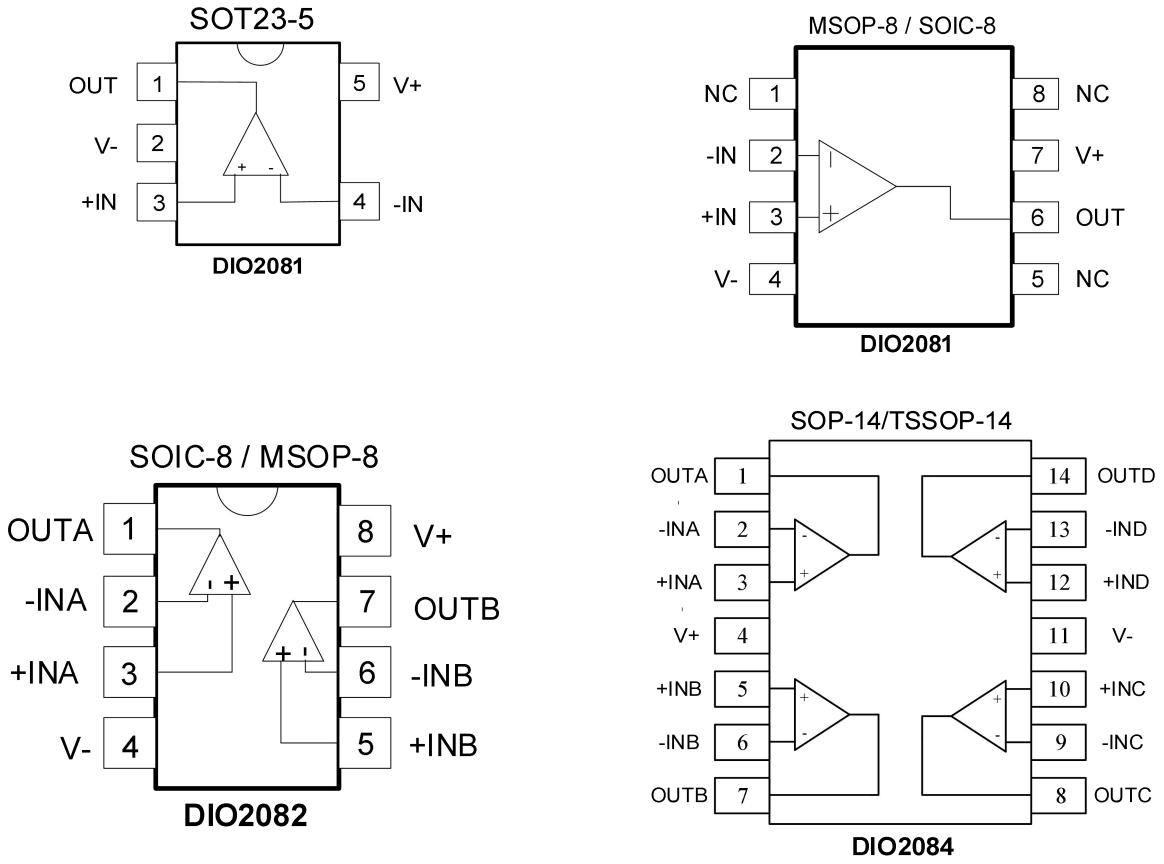 SOT23-5
OUT 1 5 V+
V- 2
+IN 3 4 -IN
+ -
DIO2081
MSOP-8 / SOIC-8
NC 1 8 NC
-IN 2 7 V+
+IN 3 6 OUT
V- 4 5 NC
- +
DIO2081
SOIC-8 / MSOP-8
OUTA 1 8 V+
-INA 2 7 OUTB
+INA 3 6 -INB
V- 4 5 +INB
- +
+ -
DIO2082
SOP-14/TSSOP-14
OUTA 1 14 OUTD
-INA 2 - - 13 -IND
+INA 3 + + 12 +IND
V+ 4 11 V-
+INB 5 + + 10 +INC
-INB 6 - - 9 -INC
OUTB 7 8 OUTC
DIO2084